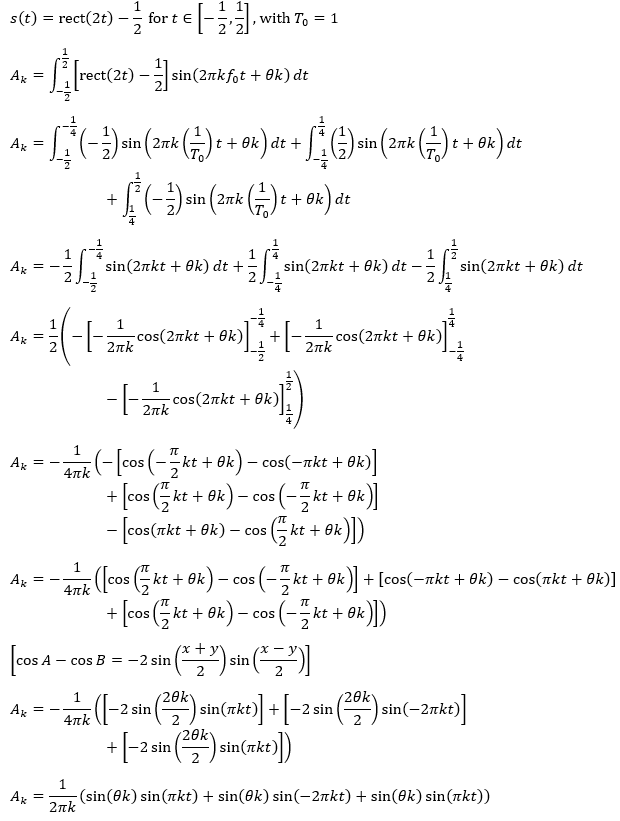 s(t) = rect(2t) − 1/2 for t ∈ [−1/2, 1/2], with T₀ = 1
A_k = ∫_{−1/2}^{1/2} [rect(2t) − 1/2] sin(2πkf₀t + θk) dt
A_k = ∫_{−1/2}^{−1/4} (−1/2) sin(2πk(1/T₀)t + θk) dt + ∫_{−1/4}^{1/4} (1/2) sin(2πk(1/T₀)t + θk) dt
+ ∫_{1/4}^{1/2} (−1/2) sin(2πk(1/T₀)t + θk) dt
A_k = −1/2 ∫_{−1/2}^{−1/4} sin(2πkt + θk) dt + 1/2 ∫_{−1/4}^{1/4} sin(2πkt + θk) dt − 1/2 ∫_{1/4}^{1/2} sin(2πkt + θk) dt
A_k = 1/2 (−[−1/(2πk) cos(2πkt + θk)]_{−1/2}^{−1/4} + [−1/(2πk) cos(2πkt + θk)]_{−1/4}^{1/4}
− [−1/(2πk) cos(2πkt + θk)]_{1/4}^{1/2})
A_k = −1/(4πk) (−[cos(−π/2 kt + θk) − cos(−πkt + θk)]
+ [cos(π/2 kt + θk) − cos(−π/2 kt + θk)]
− [cos(πkt + θk) − cos(π/2 kt + θk)])
A_k = −1/(4πk) ([cos(π/2 kt + θk) − cos(−π/2 kt + θk)] + [cos(−πkt + θk) − cos(πkt + θk)]
+ [cos(π/2 kt + θk) − cos(−π/2 kt + θk)])
[cos A − cos B = −2 sin((x + y)/2) sin((x − y)/2)]
A_k = −1/(4πk) ([−2 sin(2θk/2) sin(πkt)] + [−2 sin(2θk/2) sin(−2πkt)]
+ [−2 sin(2θk/2) sin(πkt)])
A_k = 1/(2πk) (sin(θk) sin(πkt) + sin(θk) sin(−2πkt) + sin(θk) sin(πkt))